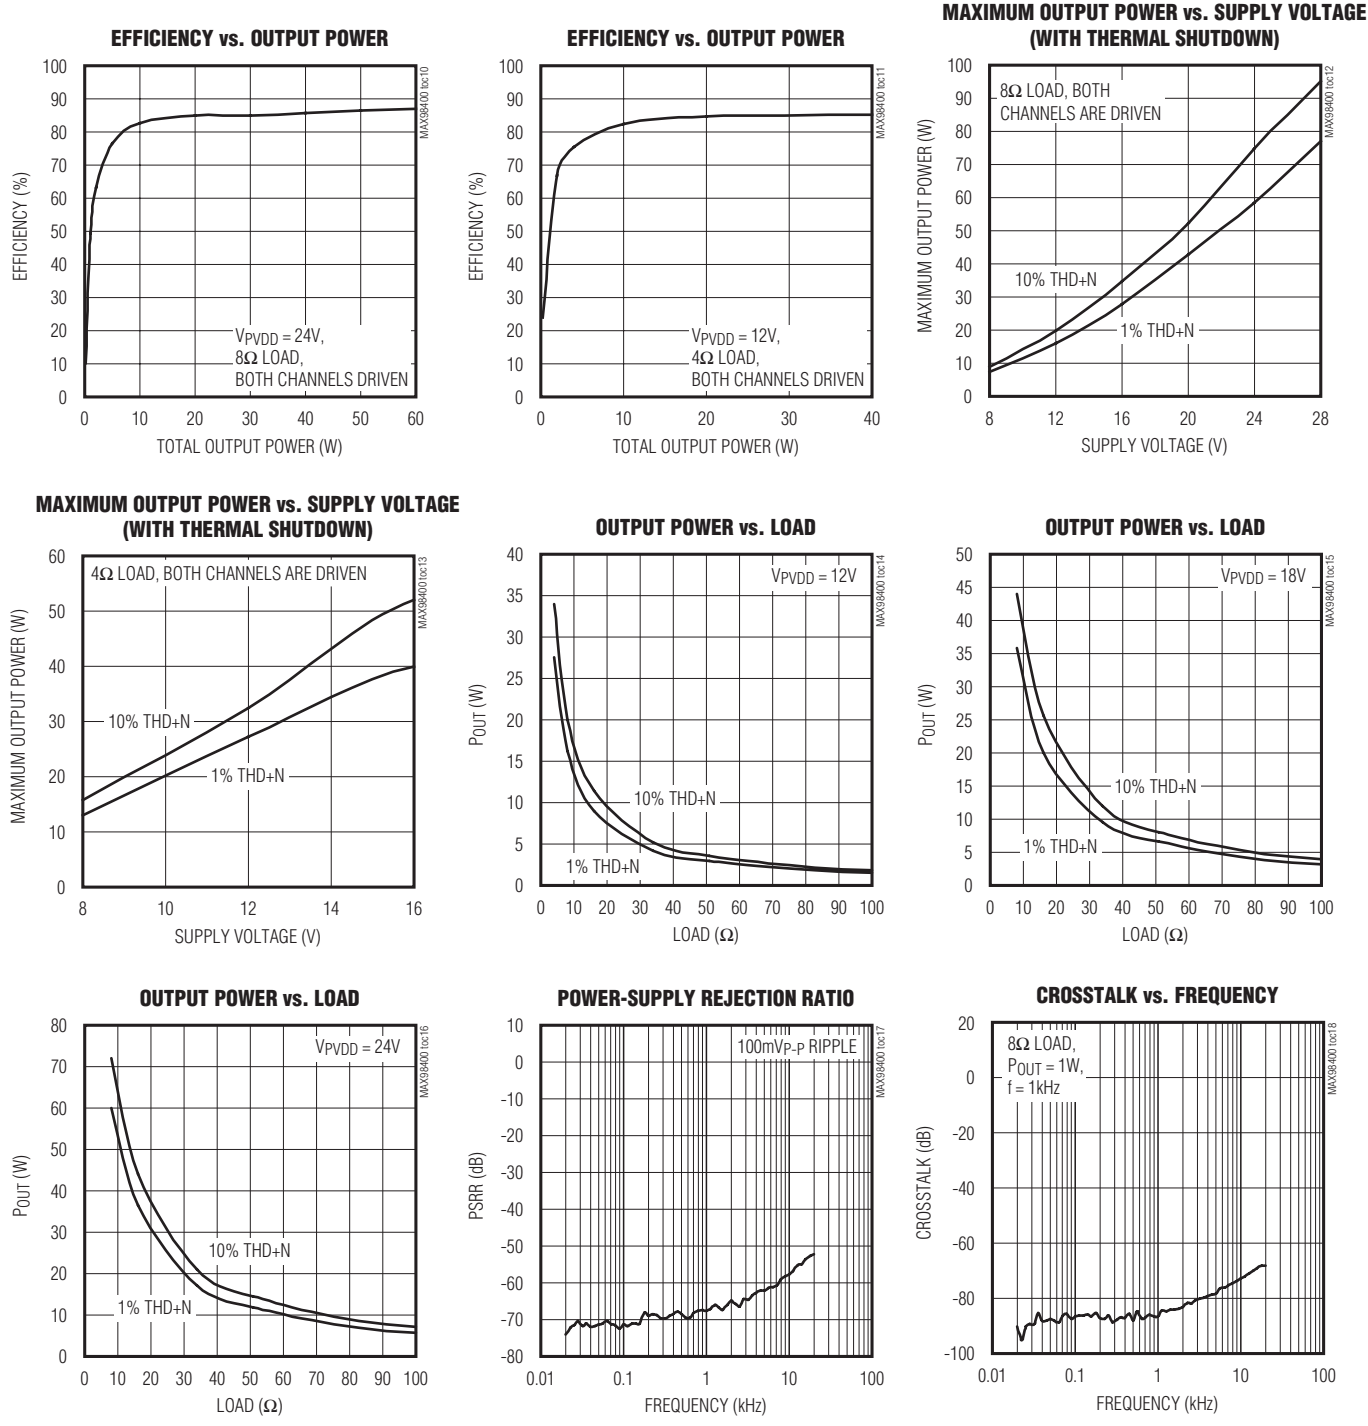 EFFICIENCY vs. OUTPUT POWER
MAX98400 toc10
EFFICIENCY (%)
100
90
80
70
60
50
40
30
20
10
0
VPVDD = 24V,
8Ω LOAD,
BOTH CHANNELS DRIVEN
0 10 20 30 40 50 60
TOTAL OUTPUT POWER (W)
EFFICIENCY vs. OUTPUT POWER
MAX98400 toc11
EFFICIENCY (%)
100
90
80
70
60
50
40
30
20
10
0
VPVDD = 12V,
4Ω LOAD,
BOTH CHANNELS DRIVEN
0 10 20 30 40
TOTAL OUTPUT POWER (W)
MAXIMUM OUTPUT POWER vs. SUPPLY VOLTAGE
(WITH THERMAL SHUTDOWN)
MAX98400 toc12
MAXIMUM OUTPUT POWER (W)
100
90
80
70
60
50
40
30
20
10
0
8Ω LOAD, BOTH
CHANNELS ARE DRIVEN
10% THD+N
1% THD+N
8 12 16 20 24 28
SUPPLY VOLTAGE (V)
MAXIMUM OUTPUT POWER vs. SUPPLY VOLTAGE
(WITH THERMAL SHUTDOWN)
MAX98400 toc13
MAXIMUM OUTPUT POWER (W)
60
50
40
30
20
10
0
4Ω LOAD, BOTH CHANNELS ARE DRIVEN
10% THD+N
1% THD+N
8 10 12 14 16
SUPPLY VOLTAGE (V)
OUTPUT POWER vs. LOAD
MAX98400 toc14
POUT (W)
40
35
30
25
20
15
10
5
0
VPVDD = 12V
10% THD+N
1% THD+N
0 10 20 30 40 50 60 70 80 90 100
LOAD (Ω)
OUTPUT POWER vs. LOAD
MAX98400 toc15
POUT (W)
50
45
40
35
30
25
20
15
10
5
0
VPVDD = 18V
10% THD+N
1% THD+N
0 10 20 30 40 50 60 70 80 90 100
LOAD (Ω)
OUTPUT POWER vs. LOAD
MAX98400 toc16
POUT (W)
80
70
60
50
40
30
20
10
0
VPVDD = 24V
10% THD+N
1% THD+N
0 10 20 30 40 50 60 70 80 90 100
LOAD (Ω)
POWER-SUPPLY REJECTION RATIO
MAX98400 toc17
PSRR (dB)
10
0
-10
-20
-30
-40
-50
-60
-70
-80
100mVP-P RIPPLE
0.01 0.1 1 10 100
FREQUENCY (kHz)
CROSSTALK vs. FREQUENCY
MAX98400 toc18
CROSSTALK (dB)
20
0
-20
-40
-60
-80
-100
8Ω LOAD,
POUT = 1W,
f = 1kHz
0.01 0.1 1 10 100
FREQUENCY (kHz)